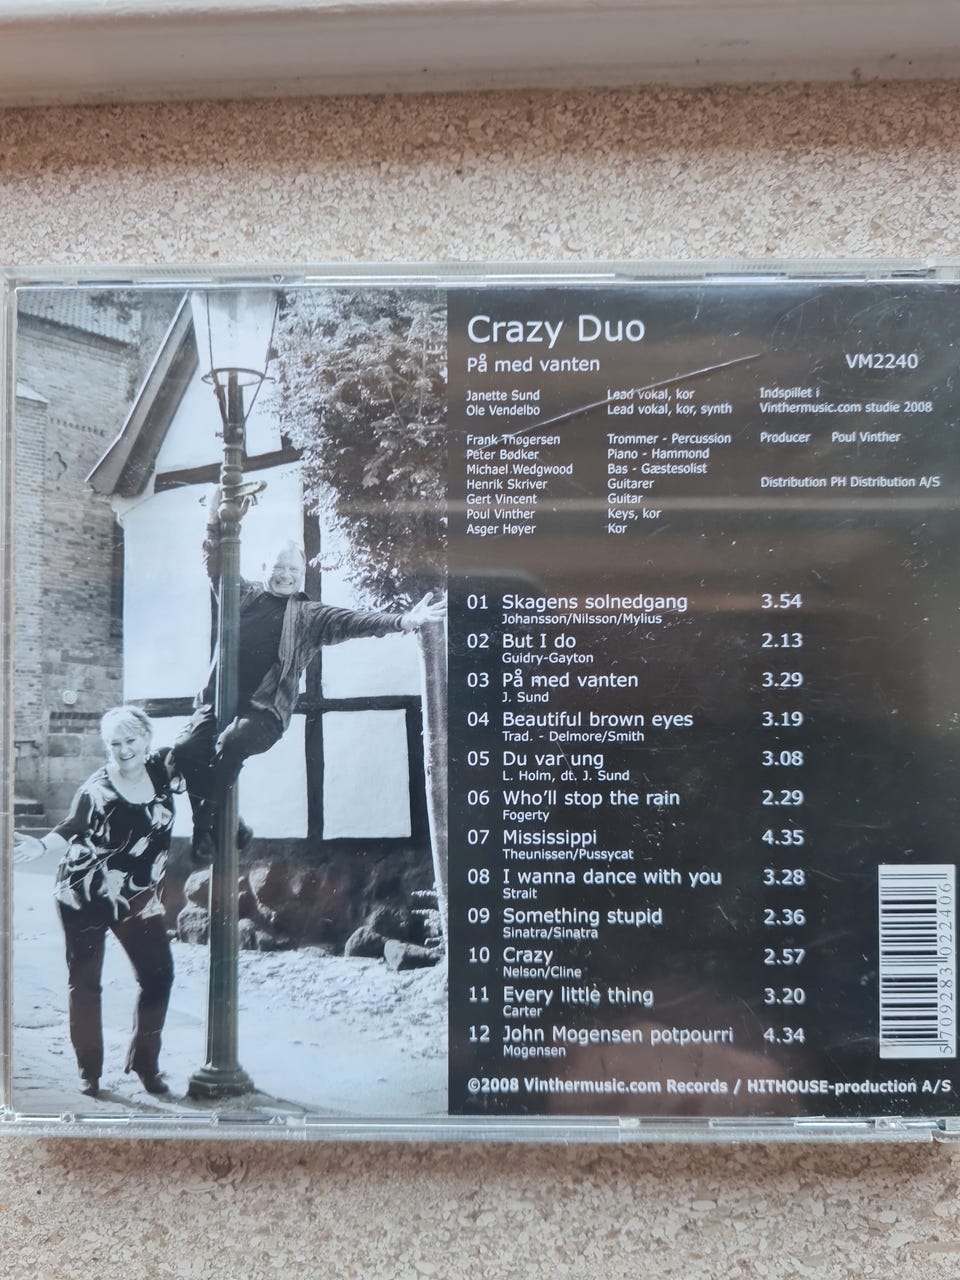 Crazy Duo
På med vanten
VM2240
Janette Sund Lead vokal, kor
Ole Vendelbo Lead vokal, kor, synth
Indspillet i
Vinthermusic.com studie 2008
Frank Thøgersen Trommer - Percussion
Peter Bødker Piano - Hammond
Michael Wedgwood Bas - Gæstesolist
Henrik Skriver Guitarer
Gert Vincent Guitar
Poul Vinther Keys, kor
Asger Høyer Kor
Producer Poul Vinther
Distribution PH Distribution A/S
01 Skagens solnedgang 3.54
Johansson/Nilsson/Mylius
02 But I do 2.13
Guidry-Gayton
03 På med vanten 3.29
J. Sund
04 Beautiful brown eyes 3.19
Trad. - Delmore/Smith
05 Du var ung 3.08
L. Holm, dt. J. Sund
06 Who'll stop the rain 2.29
Fogerty
07 Mississippi 4.35
Theunissen/Pussycat
08 I wanna dance with you 3.28
Strait
09 Something stupid 2.36
Sinatra/Sinatra
10 Crazy 2.57
Nelson/Cline
11 Every little thing 3.20
Carter
12 John Mogensen potpourri 4.34
Mogensen
5 709283 022406
©2008 Vinthermusic.com Records / HITHOUSE-production A/S